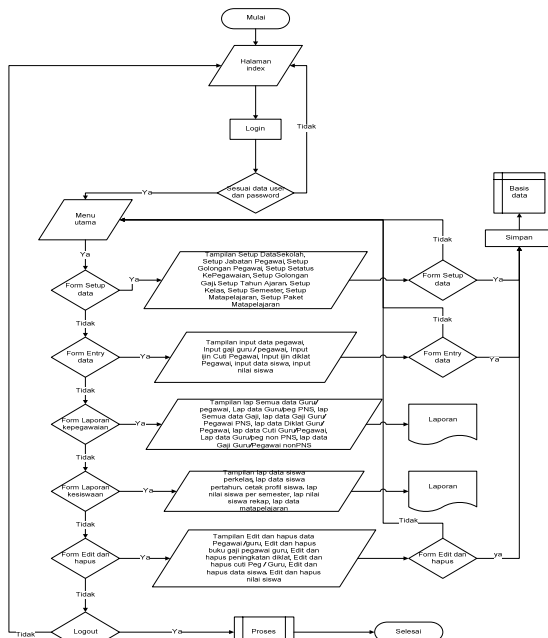 Mulai
Halaman
index
Login
Tidak
Sesuai data user
dan password
Ya
Menu
utama
Basis
data
Simpan
Tidak
Ya
Form Setup
data
Ya
Tampilan Setup DataSekolah,
Setup Jabatan Pegawai, Setup
Golongan Pegawai, Setup Setatus
KePegawaian, Setup Golongan
Gaji, Setup Tahun Ajaran, Setup
Kelas, Setup Semester, Setup
Matapelajaran, Setup Paket
Matapelajaran
Form Setup
data
Ya
Tidak
Tidak
Form Entry
data
Ya
Tampilan input data pegawai,
Input gaji guru / pegawai, Input
ijin Cuti Pegawai, Input ijin diklat
Pegawai, input data siswa, input
nilai siswa
Form Entry
data
Ya
Tidak
Form Laporan
kepegawaian
Ya
Tampilan lap Semua data Guru/
pegawai, Lap data Guru/peg PNS, lap
Semua data Gaji, lap data Gaji Guru/
Pegawai PNS, lap data Diklat Guru/
Pegawai, lap data Cuti Guru/Pegawai,
Lap data Guru/peg non PNS, lap data
Gaji Guru/Pegawai nonPNS
Laporan
Tidak
Form Laporan
kesiswaan
Ya
Tampilan lap data siswa
perkelas, lap data siswa
pertahun, cetak profil siswa, lap
nilai siswa per semester, lap nilai
siswa rekap, lap data
matapelajaran
Laporan
Tidak
Tidak
Form Edit dan
hapus
Ya
Tampilan Edit dan hapus data
Pegawai/guru, Edit dan hapus
buku gaji pegawai guru, Edit dan
hapus peningkatan diklat, Edit dan
hapus cuti Peg / Guru, Edit dan
hapus data siswa, Edit dan hapus
nilai siswa
Form Edit dan
hapus
ya
Tidak
Tidak
Logout
Ya
Proses
Selesai